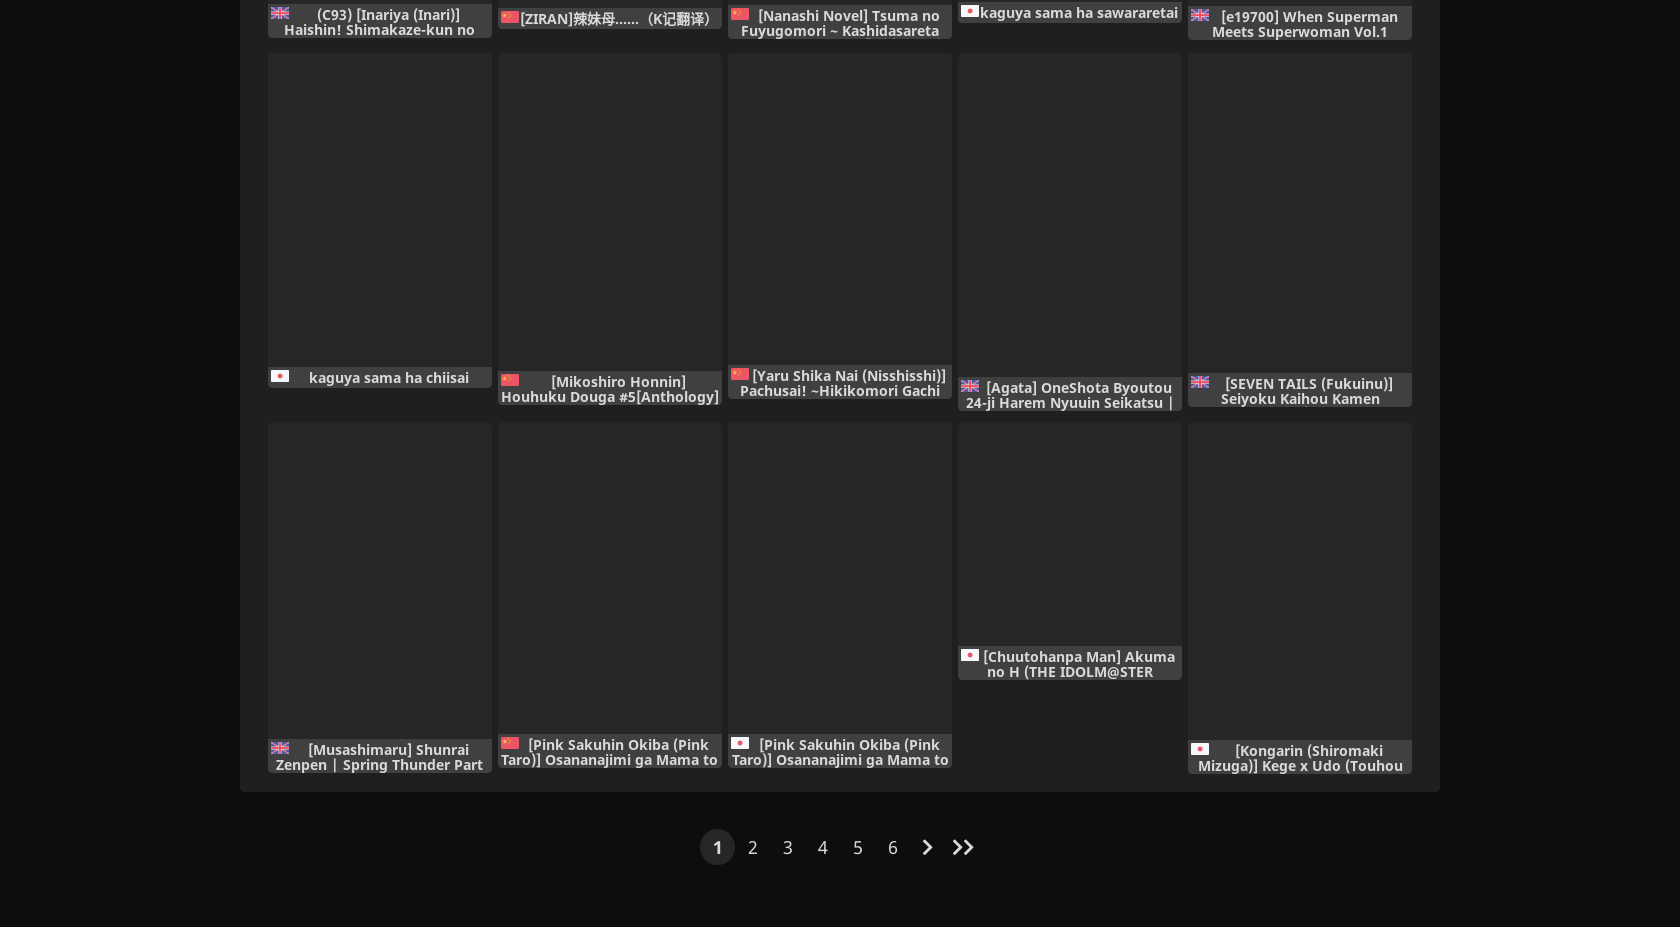 (C93) [Inariya (Inari)]
Haishin! Shimakaze-kun no
[ZIRAN]辣妹母……（K记翻译）
[Nanashi Novel] Tsuma no
Fuyugomori ~ Kashidasareta
kaguya sama ha sawararetai
[e19700] When Superman
Meets Superwoman Vol.1
kaguya sama ha chiisai
[Mikoshiro Honnin]
Houhuku Douga #5[Anthology]
[Yaru Shika Nai (Nisshisshi)]
Pachusai! ~Hikikomori Gachi
[Agata] OneShota Byoutou
24-ji Harem Nyuuin Seikatsu |
[SEVEN TAILS (Fukuinu)]
Seiyoku Kaihou Kamen
[Musashimaru] Shunrai
Zenpen | Spring Thunder Part
[Pink Sakuhin Okiba (Pink
Taro)] Osananajimi ga Mama to
[Pink Sakuhin Okiba (Pink
Taro)] Osananajimi ga Mama to
[Chuutohanpa Man] Akuma
no H (THE IDOLM@STER
[Kongarin (Shiromaki
Mizuga)] Kege x Udo (Touhou
1 2 3 4 5 6